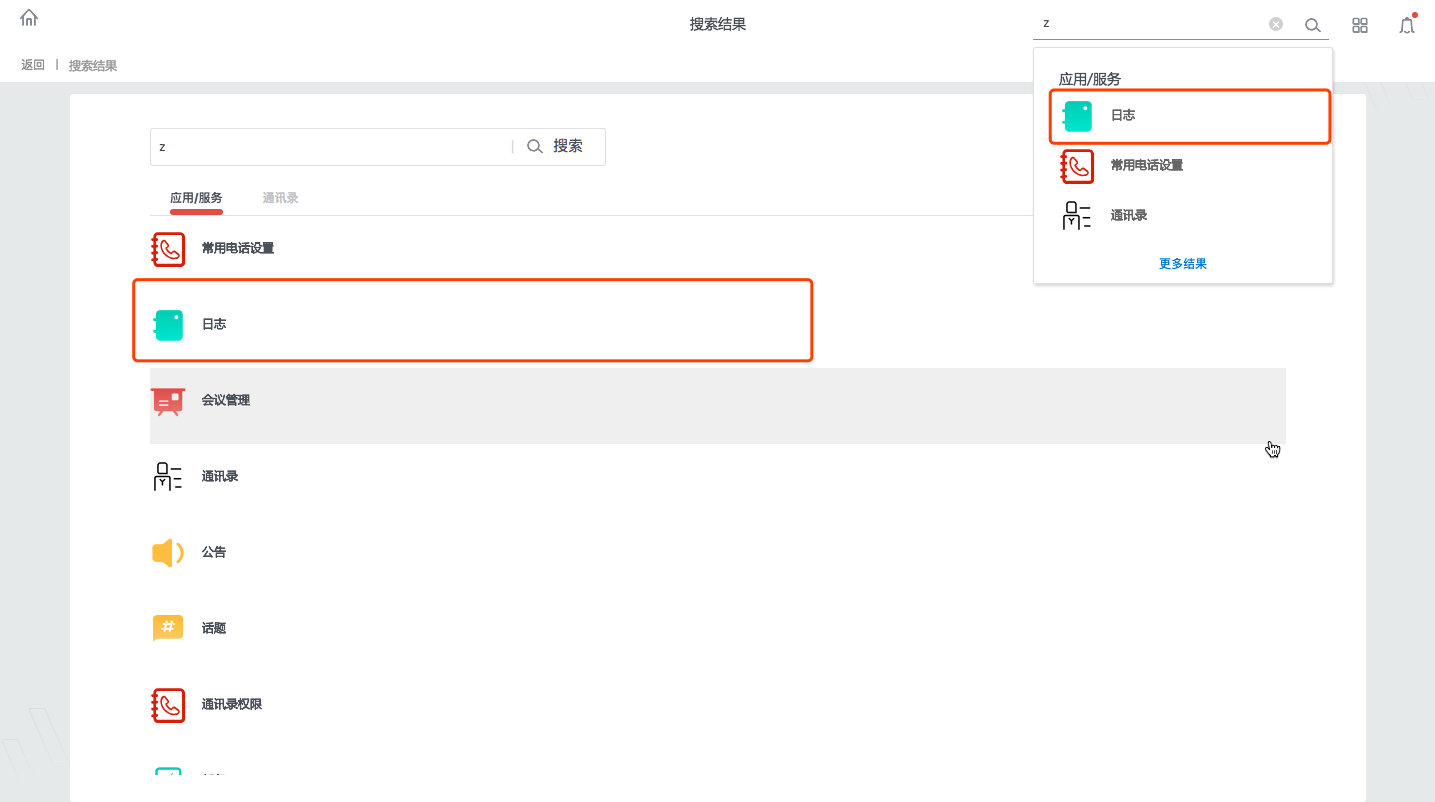 搜索结果
z
返回 | 搜索结果
应用/服务
日志
常用电话设置
通讯录
更多结果
z
搜索
应用/服务
通讯录
常用电话设置
日志
会议管理
通讯录
公告
话题
通讯录权限